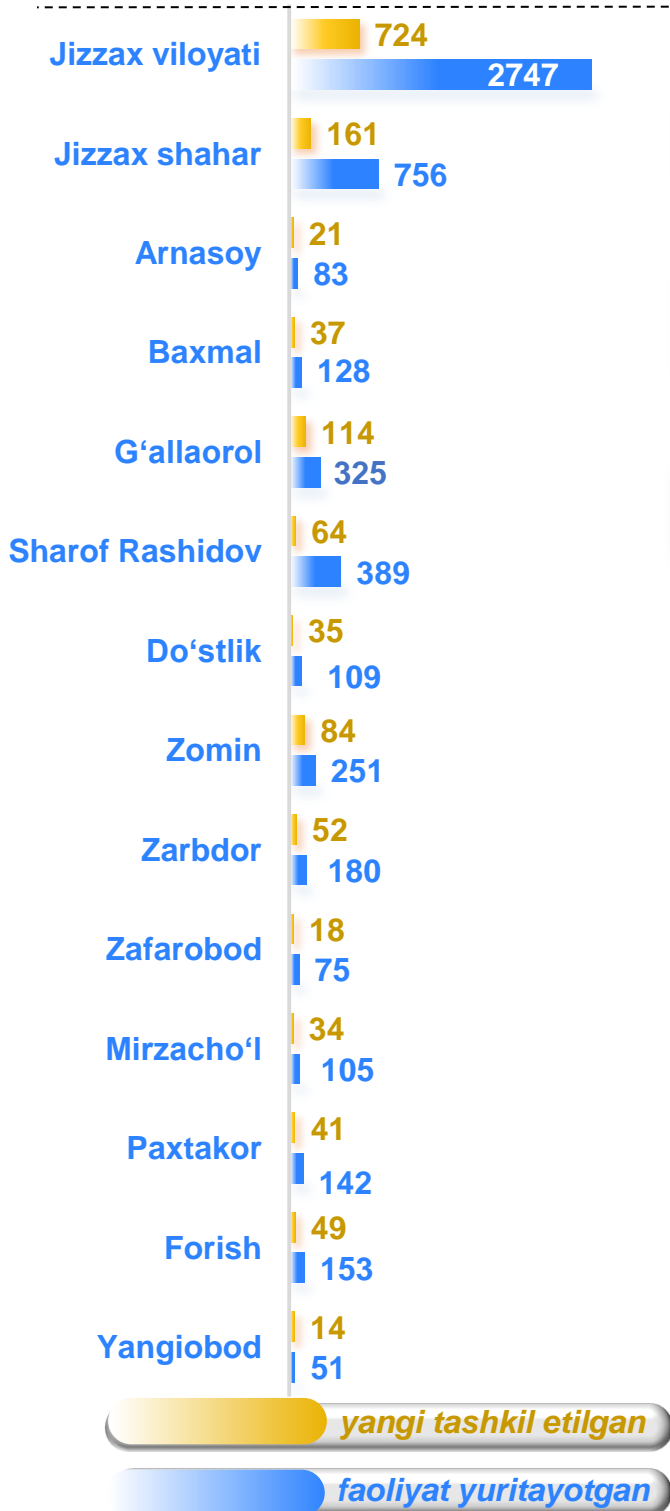 724
Jizzax viloyati
2747
161
Jizzax shahar
756
21
Arnasoy
83
37
Baxmal
128
114
G‘allaorol
325
64
Sharof Rashidov
389
35
Do‘stlik
109
84
Zomin
251
52
Zarbdor
180
18
Zafarobod
75
34
Mirzacho‘l
105
41
Paxtakor
142
49
Forish
153
14
Yangiobod
51
yangi tashkil etilgan
faoliyat yuritayotgan